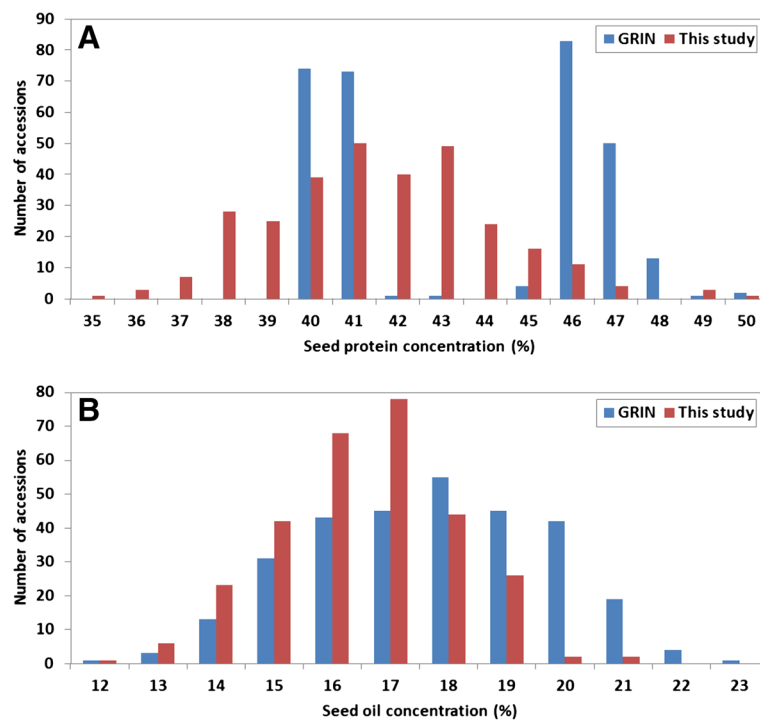 A
GRIN This study
Number of accessions
90
80
70
60
50
40
30
20
10
0
35 36 37 38 39 40 41 42 43 44 45 46 47 48 49 50
Seed protein concentration (%)
B
GRIN This study
Number of accessions
80
70
60
50
40
30
20
10
0
12 13 14 15 16 17 18 19 20 21 22 23
Seed oil concentration (%)